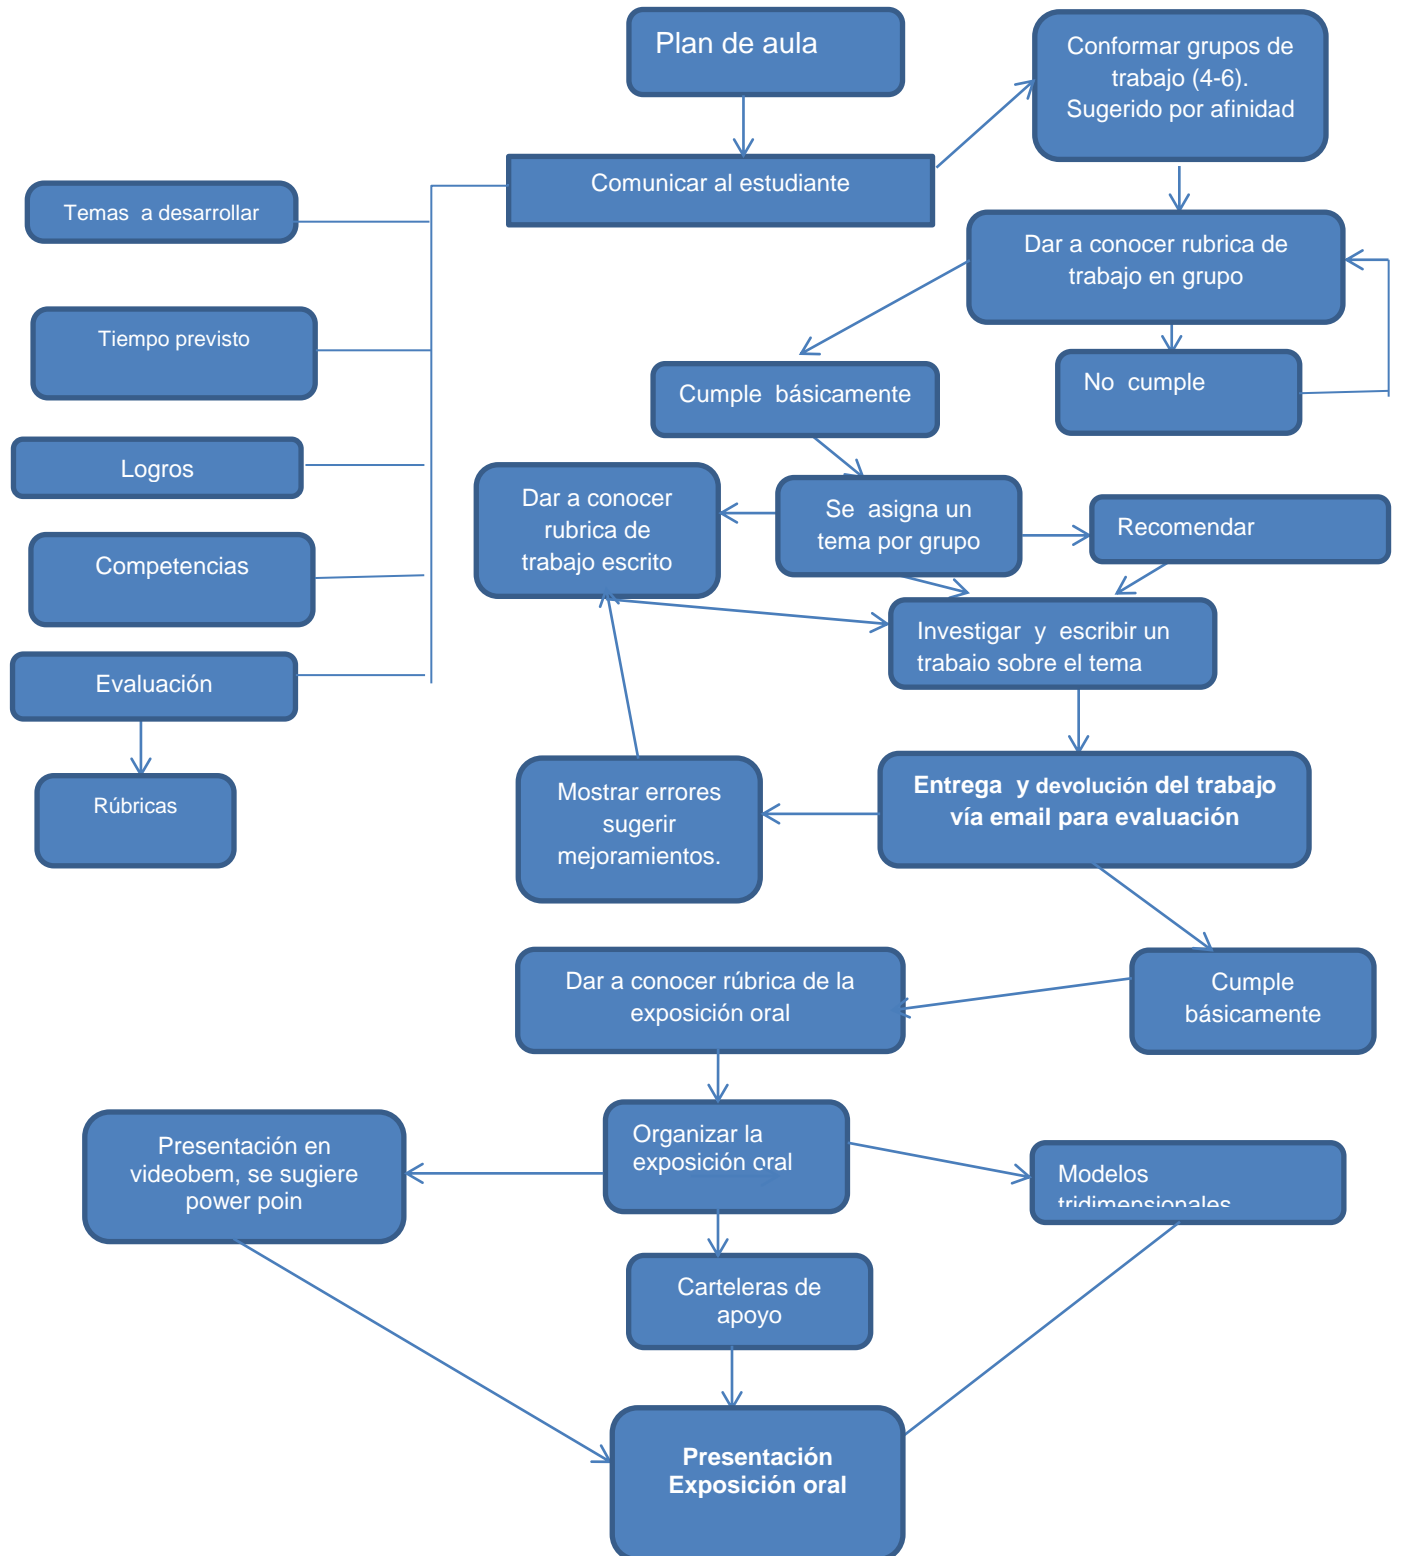 Plan de aula
Conformar grupos de
trabajo (4-6).
Sugerido por afinidad
Comunicar al estudiante
Temas  a desarrollar
Dar a conocer rubrica de
trabajo en grupo
Tiempo previsto
No  cumple
Cumple  básicamente
Logros
Dar a conocer
rubrica de
trabajo escrito
Se  asigna un
tema por grupo
Recomendar
Competencias
Investigar  y  escribir un
trabaio sobre el tema
Evaluación
Rúbricas
Mostrar errores
sugerir
mejoramientos.
Entrega  y devolución del trabajo
vía email para evaluación
Dar a conocer rúbrica de la
exposición oral
Cumple
básicamente
Organizar la
exposición oral
Presentación en
videobem, se sugiere
power poin
Modelos
tridimensionales
Carteleras de
apoyo
Presentación
Exposición oral